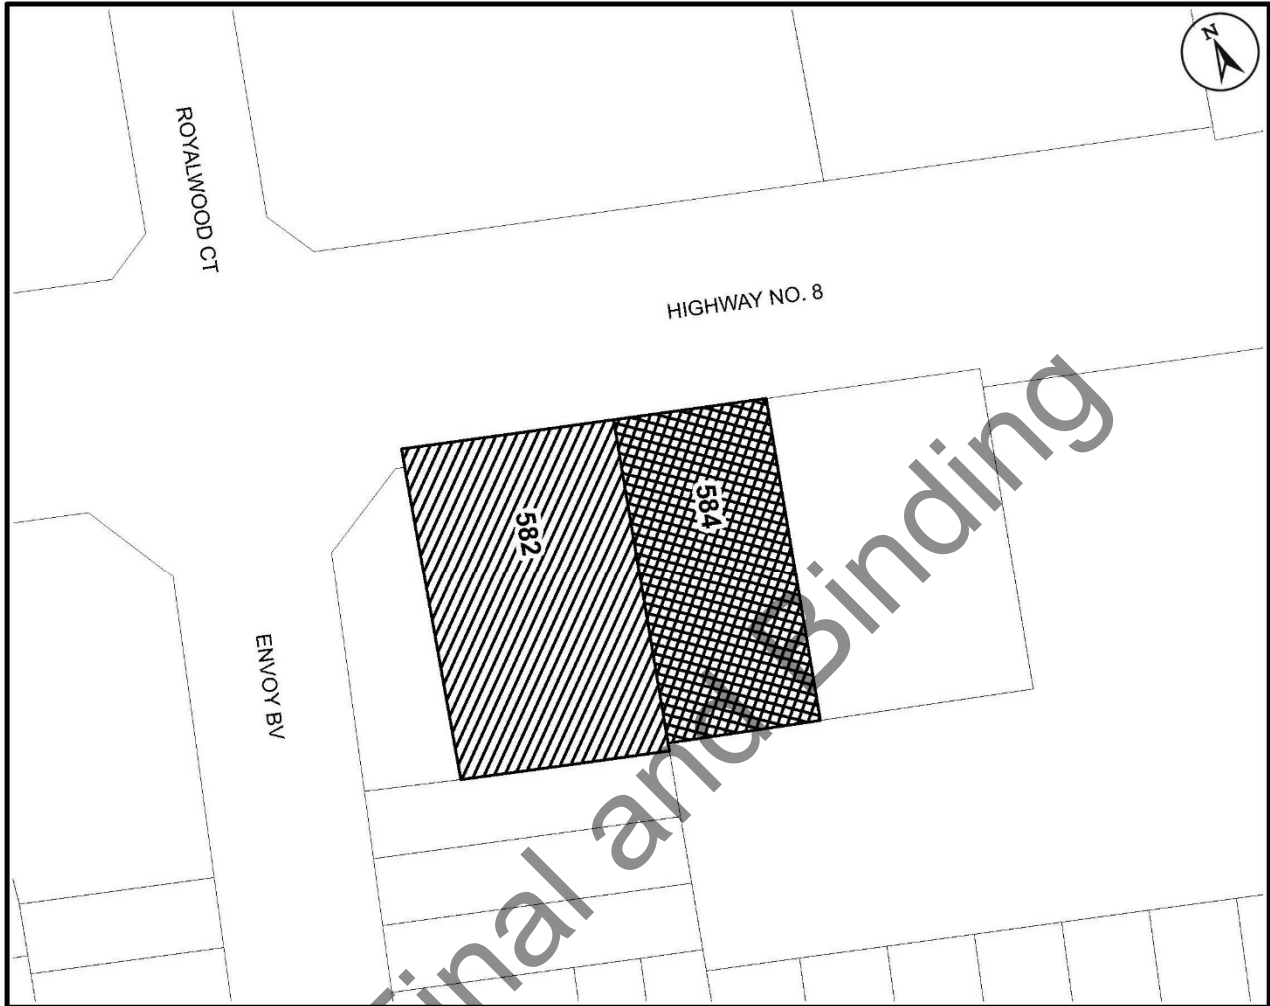 N
ROYALWOOD CT
HIGHWAY NO. 8
582
584
ENVOY BV
Final and Binding